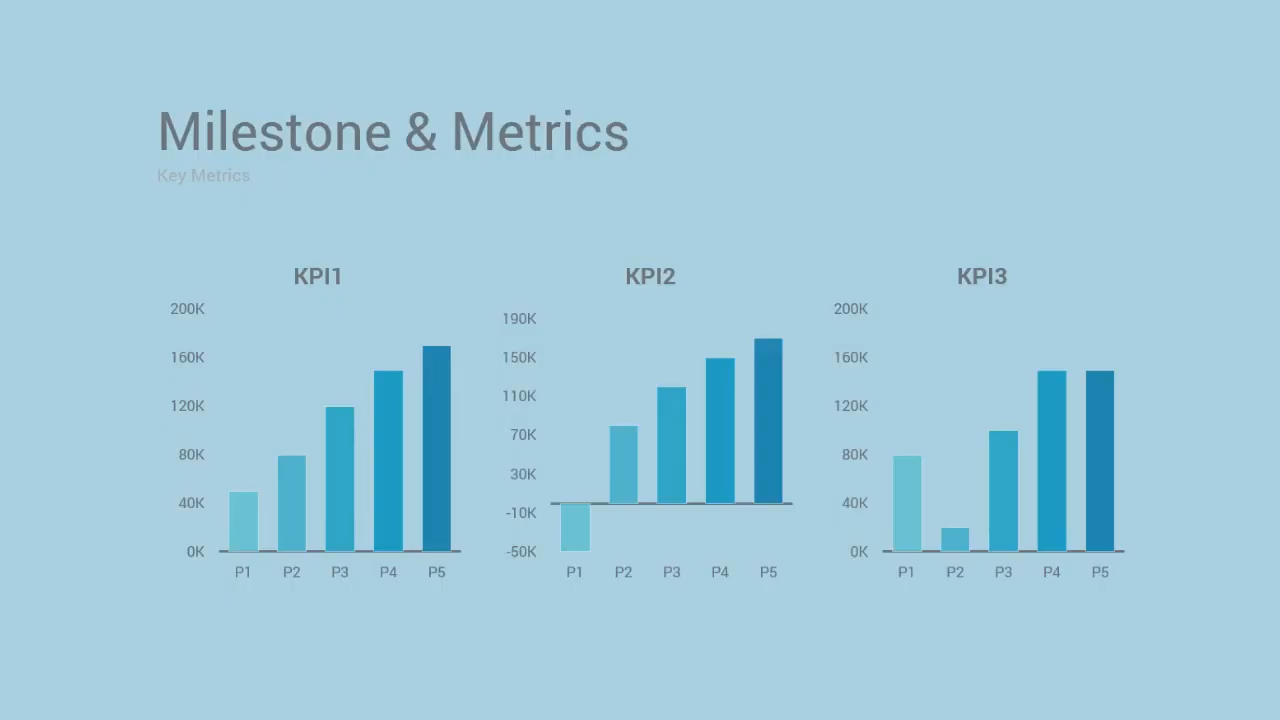 Milestone & Metrics
Key Metrics
KPI1
200K
160K
120K
80K
40K
0K
P1 P2 P3 P4 P5
KPI2
190K
150K
110K
70K
30K
-10K
-50K
P1 P2 P3 P4 P5
KPI3
200K
160K
120K
80K
40K
0K
P1 P2 P3 P4 P5